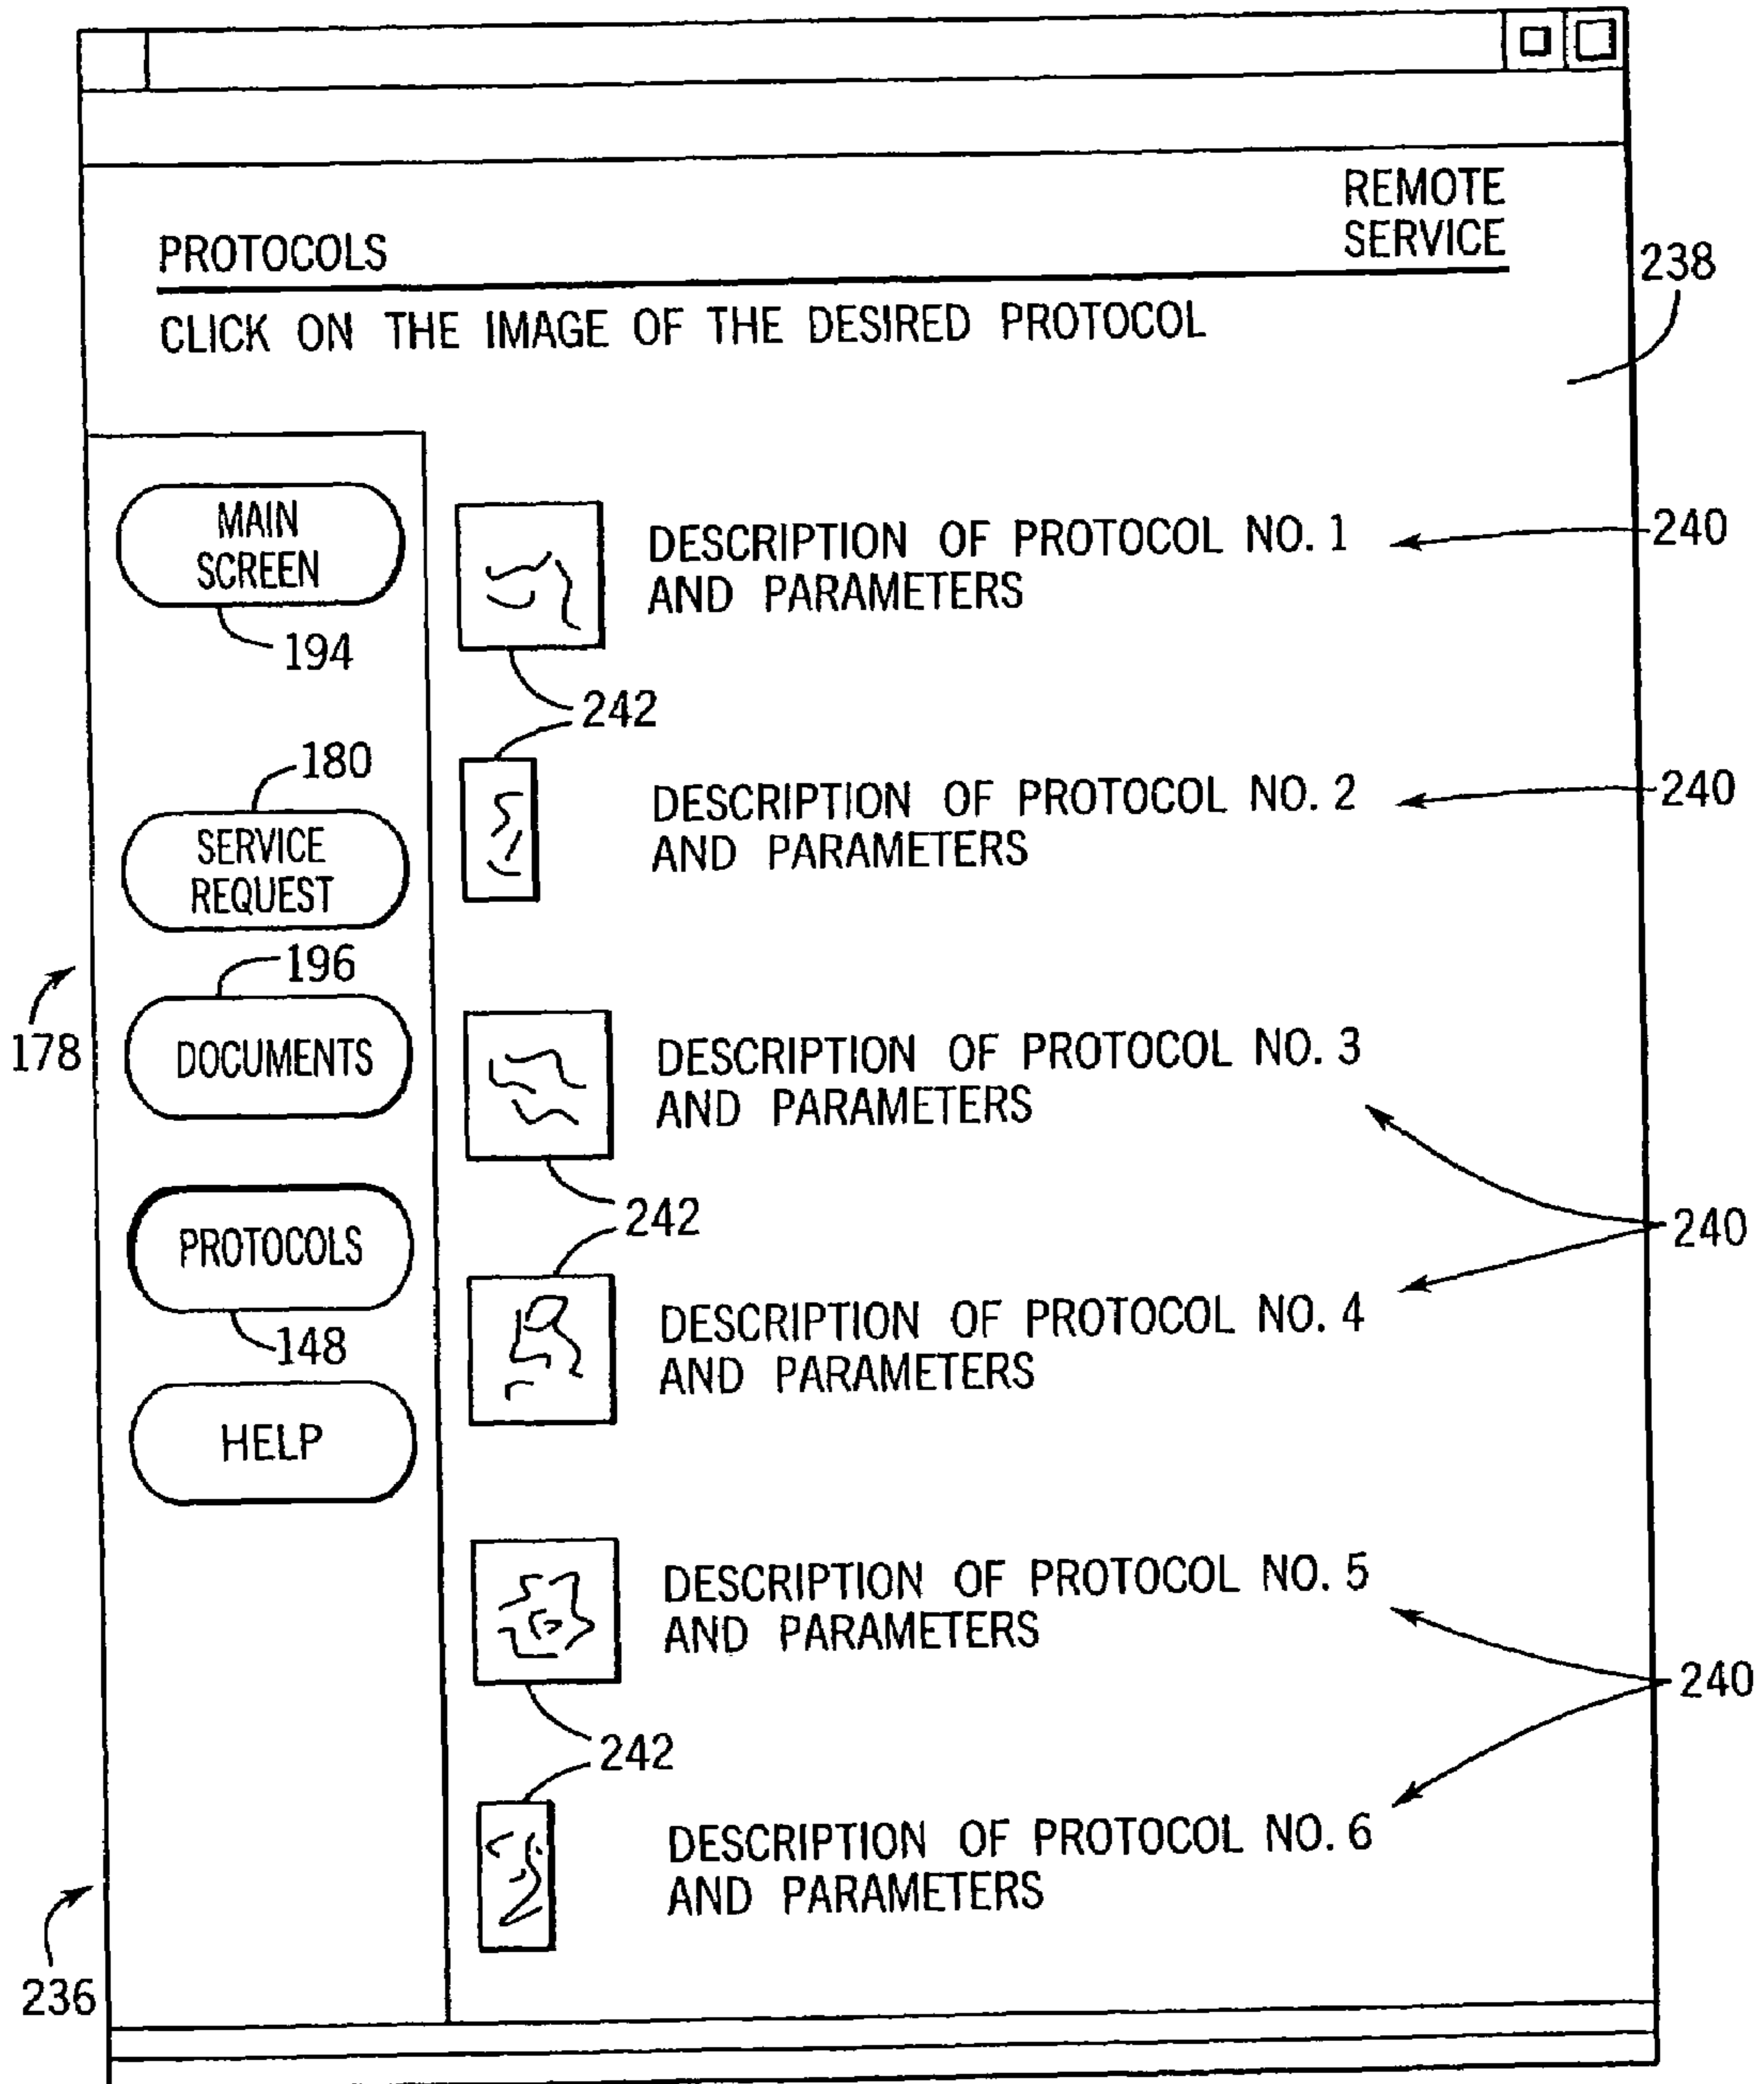 REMOTE
SERVICE
PROTOCOLS
238
CLICK ON THE IMAGE OF THE DESIRED PROTOCOL
MAIN
SCREEN
194
DESCRIPTION OF PROTOCOL NO. 1
AND PARAMETERS
240
242
180
SERVICE
REQUEST
DESCRIPTION OF PROTOCOL NO. 2
AND PARAMETERS
240
196
178
DOCUMENTS
DESCRIPTION OF PROTOCOL NO. 3
AND PARAMETERS
242
240
PROTOCOLS
148
DESCRIPTION OF PROTOCOL NO. 4
AND PARAMETERS
HELP
DESCRIPTION OF PROTOCOL NO. 5
AND PARAMETERS
240
242
DESCRIPTION OF PROTOCOL NO. 6
AND PARAMETERS
236